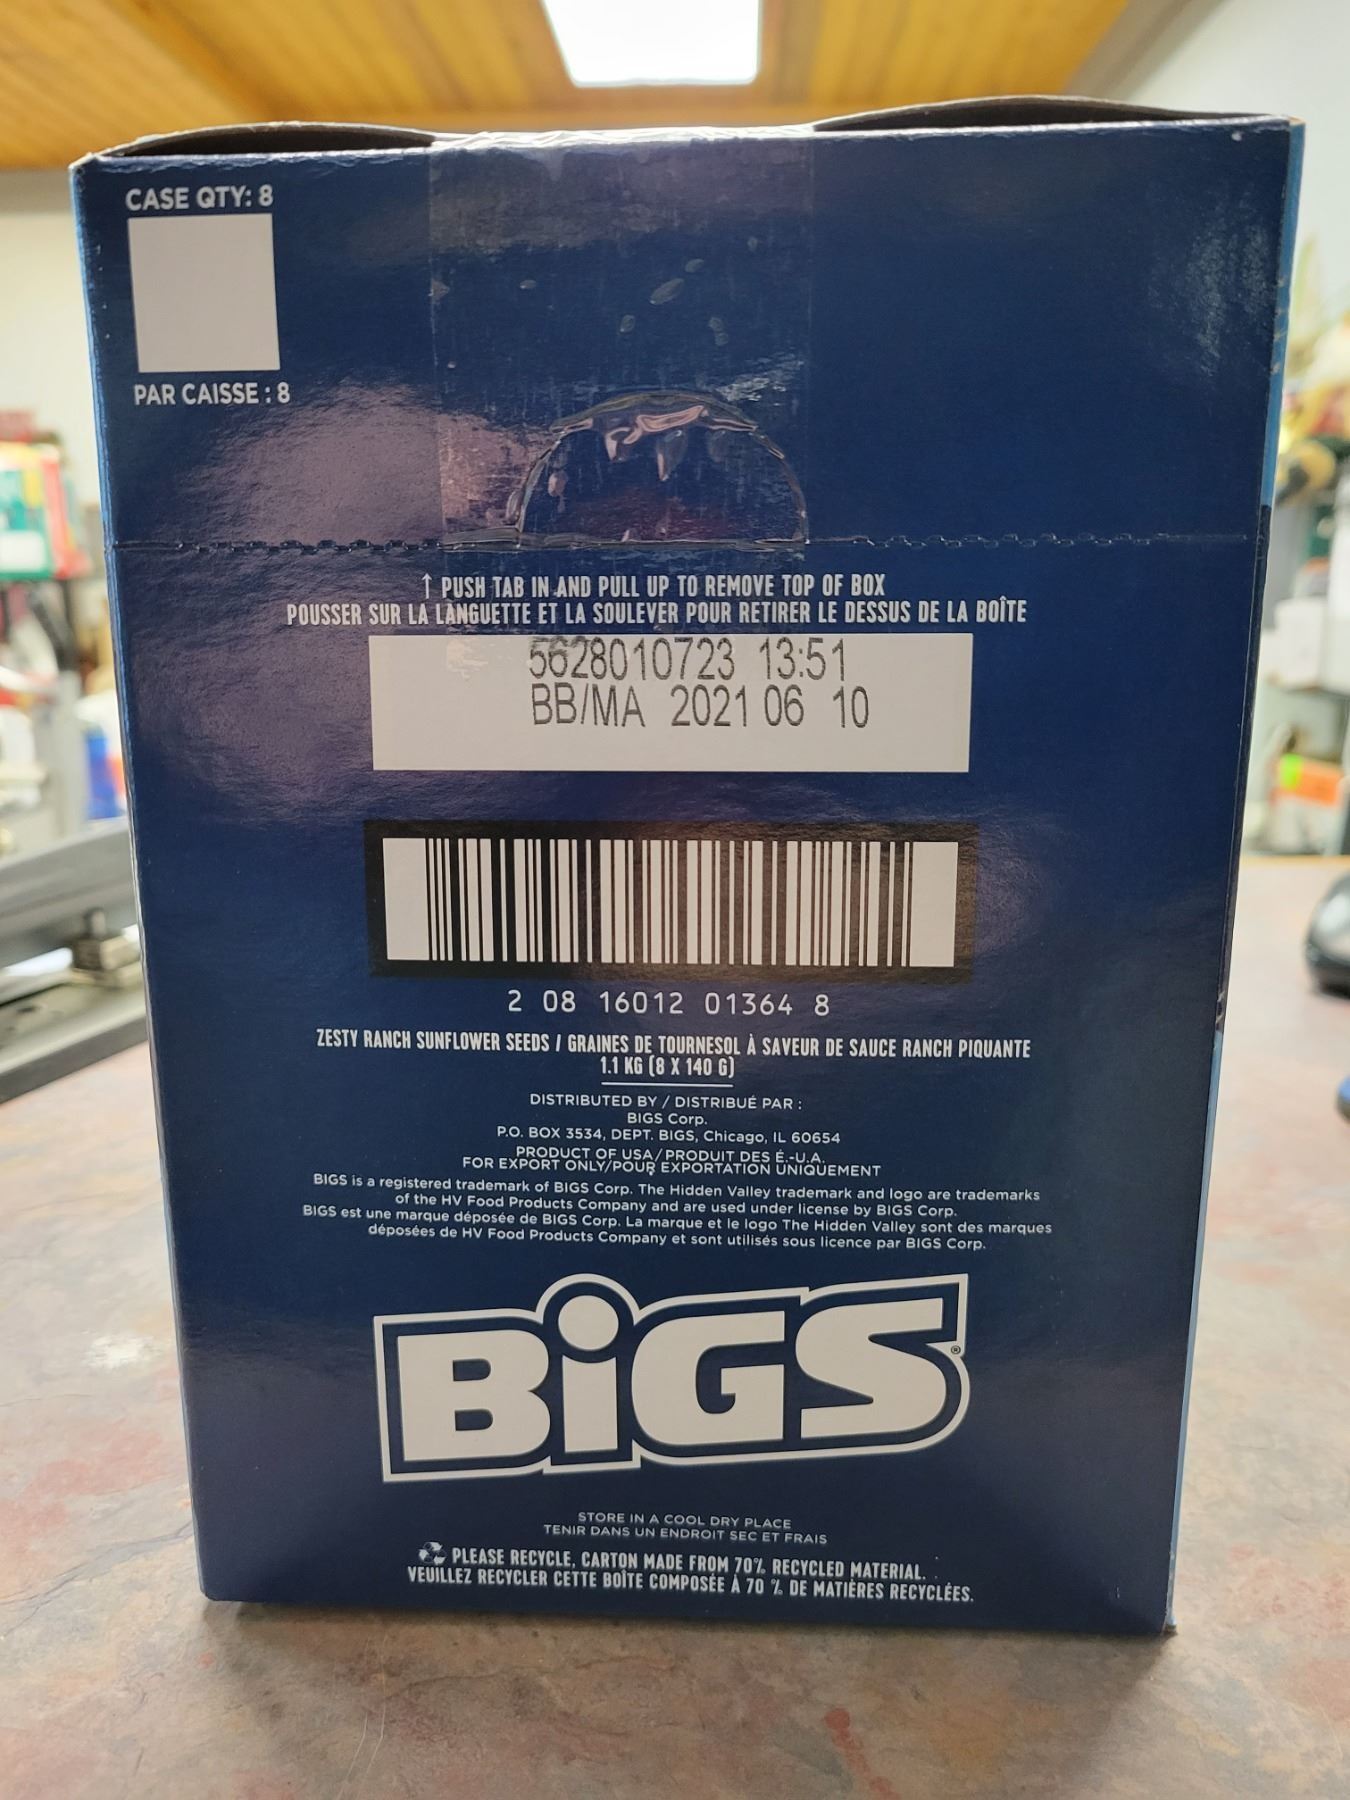 CASE QTY: 8
PAR CAISSE : 8
↑ PUSH TAB IN AND PULL UP TO REMOVE TOP OF BOX
POUSSER SUR LA LANGUETTE ET LA SOULEVER POUR RETIRER LE DESSUS DE LA BOÎTE
5628010723 13:51
BB/MA 2021 06 10
2 08 16012 01364 8
ZESTY RANCH SUNFLOWER SEEDS / GRAINES DE TOURNESOL À SAVEUR DE SAUCE RANCH PIQUANTE
1.1 KG (8 X 140 G)
DISTRIBUTED BY / DISTRIBUÉ PAR :
BIGS Corp.
P.O. BOX 3534, DEPT. BIGS, Chicago, IL 60654
PRODUCT OF USA/PRODUIT DES É.-U.A.
FOR EXPORT ONLY/POUR EXPORTATION UNIQUEMENT
BIGS is a registered trademark of BIGS Corp. The Hidden Valley trademark and logo are trademarks
of the HV Food Products Company and are used under license by BIGS Corp.
BIGS est une marque déposée de BIGS Corp. La marque et le logo The Hidden Valley sont des marques
déposées de HV Food Products Company et sont utilisés sous licence par BIGS Corp.
BiGS®
STORE IN A COOL DRY PLACE
TENIR DANS UN ENDROIT SEC ET FRAIS
PLEASE RECYCLE, CARTON MADE FROM 70% RECYCLED MATERIAL.
VEUILLEZ RECYCLER CETTE BOÎTE COMPOSÉE À 70 % DE MATIÈRES RECYCLÉES.